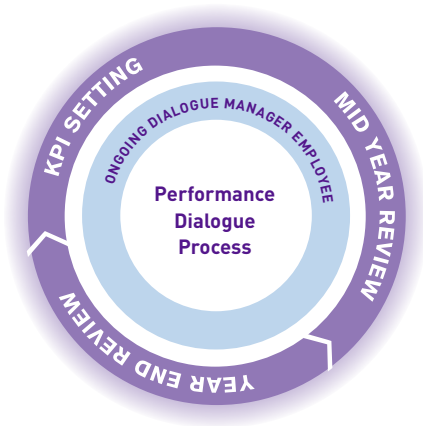 KPI SETTING
MID YEAR REVIEW
YEAR END REVIEW
ONGOING DIALOGUE MANAGER EMPLOYEE
Performance
Dialogue
Process